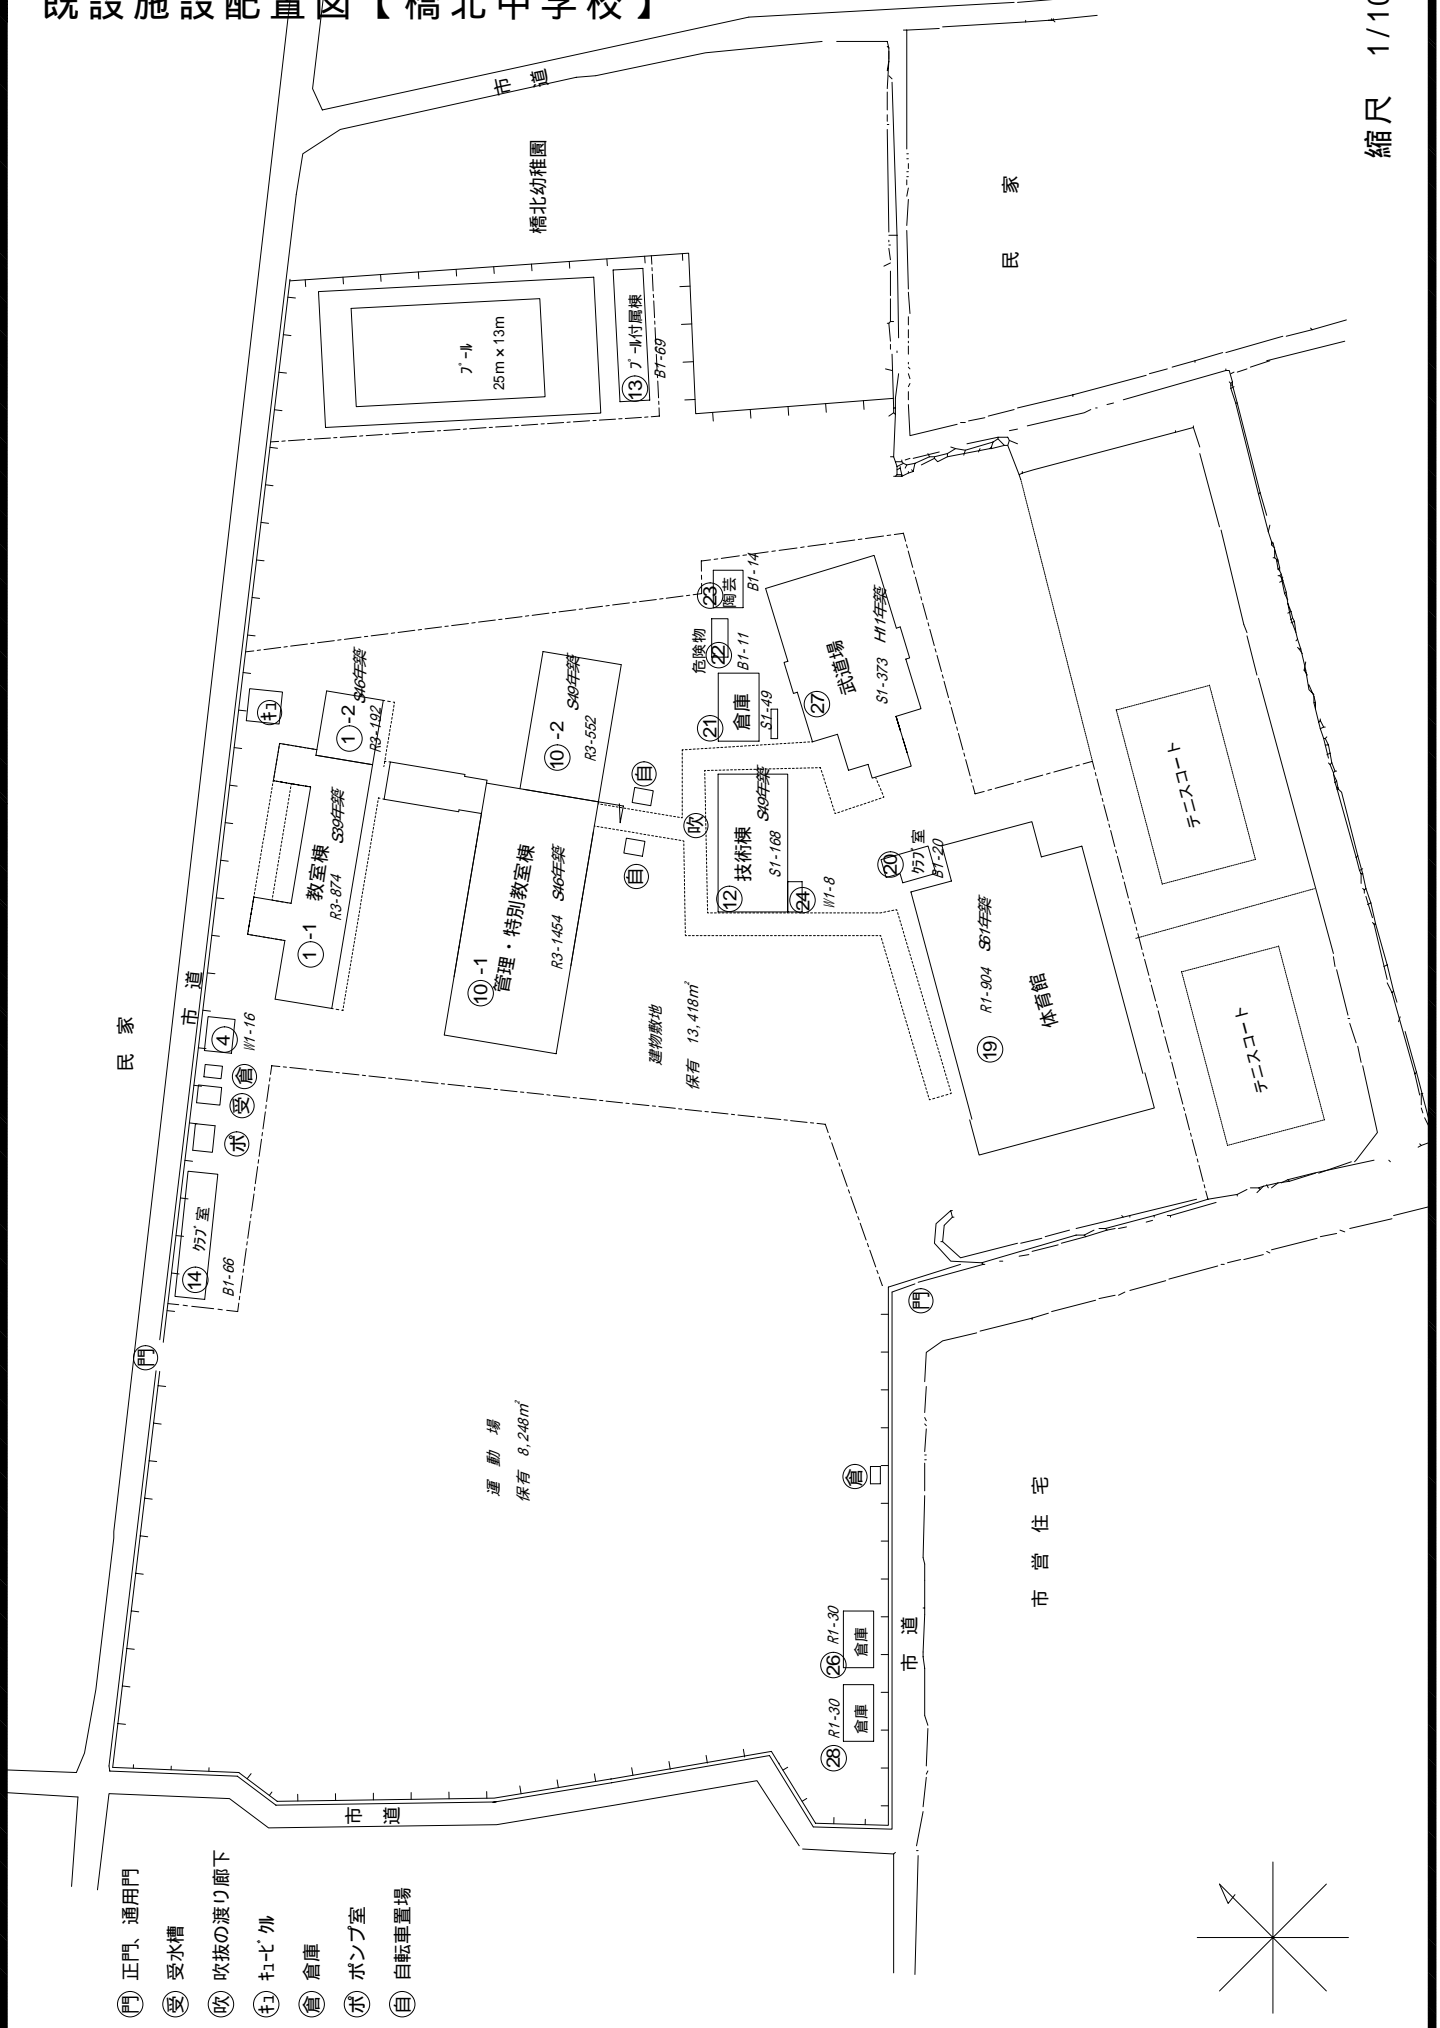 既設施設配置図【橋北中学校】
縮尺 1/10
市道
橋北幼稚園
民家
プール
25m×13m
⑬ プール付属棟
B1-69
㉓
陶芸
B1-14
危険物
㉒
B1-11
㉑
倉庫
S1-49
㉗
武道場
S1-373 H11年築
キュ
①-2 S46年築
R3-192
①-1 教室棟 S39年築
R3-874
⑩-2 S49年築
R3-552
⑩-1
管理・特別教室棟
R3-1454 S46年築
自
自
吹
⑫
技術棟 S49年築
S1-168
㉔
W1-8
⑳
クラブ室
B1-20
⑲
R1-904 S61年築
体育館
テニスコート
テニスコート
市道
民家
④
W1-16
倉
受
ポ
⑭ クラブ室
B1-66
門
建物敷地
保有 13,418㎡
運動場
保有 8,248㎡
門
倉
㉖ R1-30
倉庫
㉘ R1-30
倉庫
市道
市営住宅
市道
門 正門、通用門
受 受水槽
吹 吹抜の渡り廊下
キュ キュービクル
倉 倉庫
ポ ポンプ室
自 自転車置場